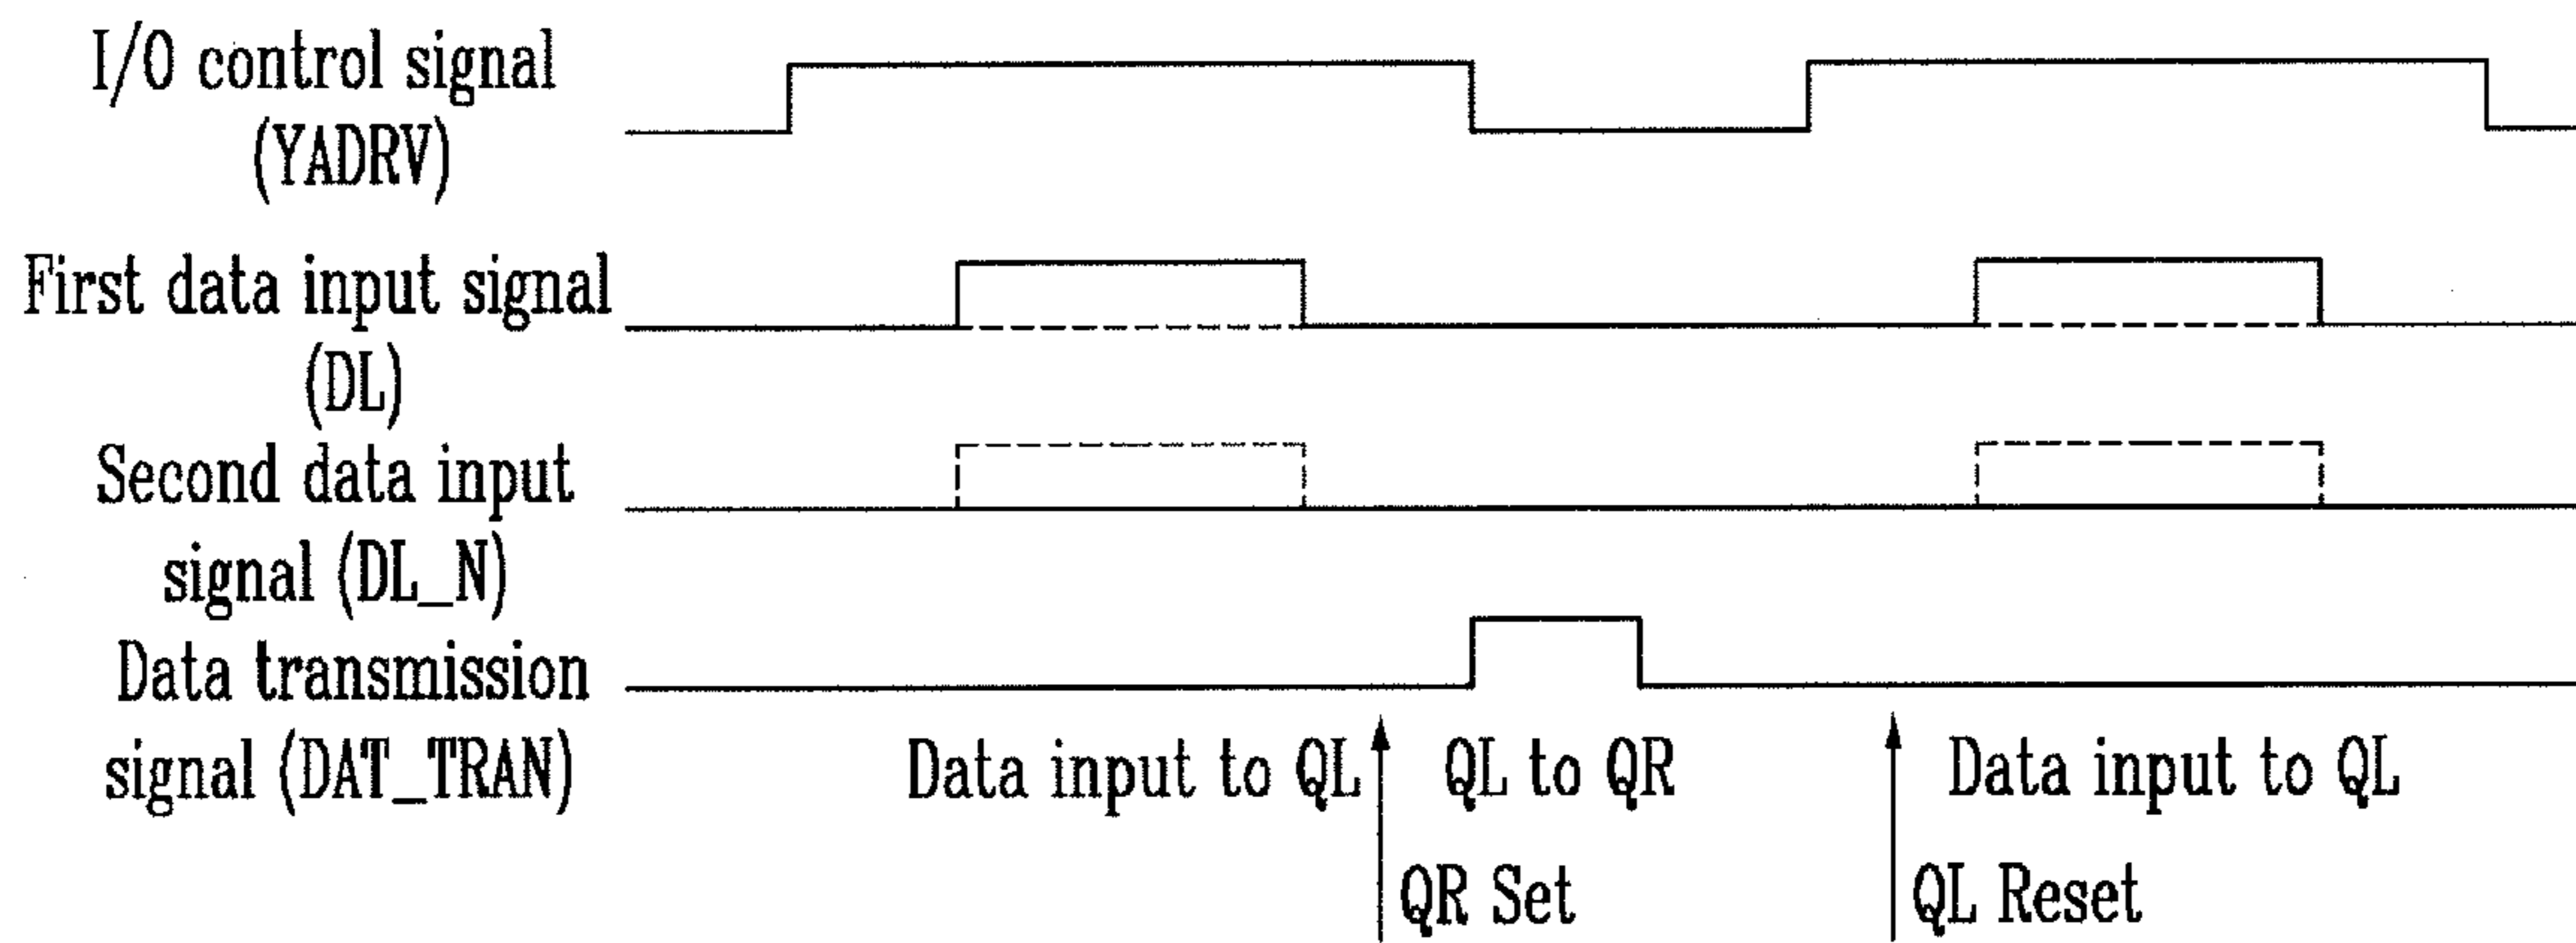 I/O control signal
(YADRV)
First data input signal
(DL)
Second data input
signal (DL_N)
Data transmission
signal (DAT_TRAN)
Data input to QL
QL to QR
Data input to QL
QR Set
QL Reset